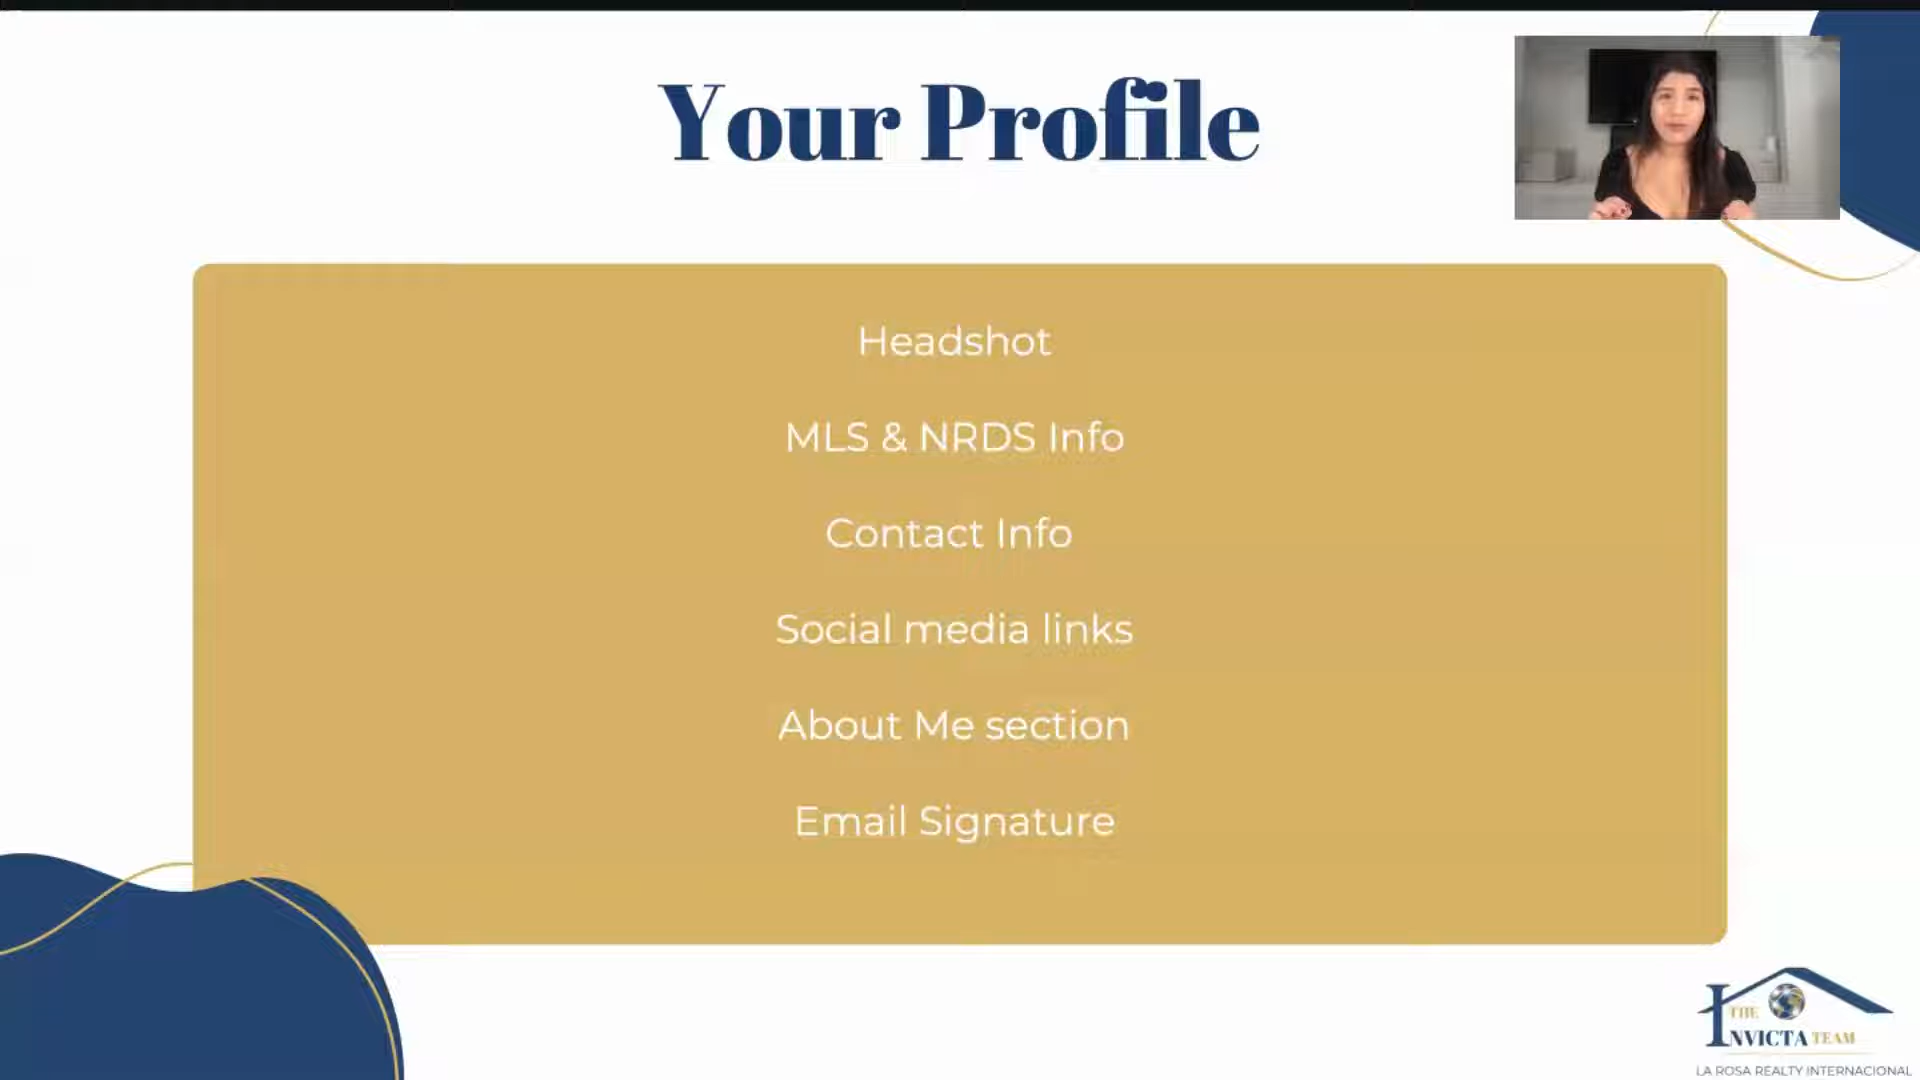 Your Profile
Headshot
MLS & NRDS Info
Contact Info
Social media links
About Me section
Email Signature
THE
INVICTA TEAM
LA ROSA REALTY INTERNACIONAL